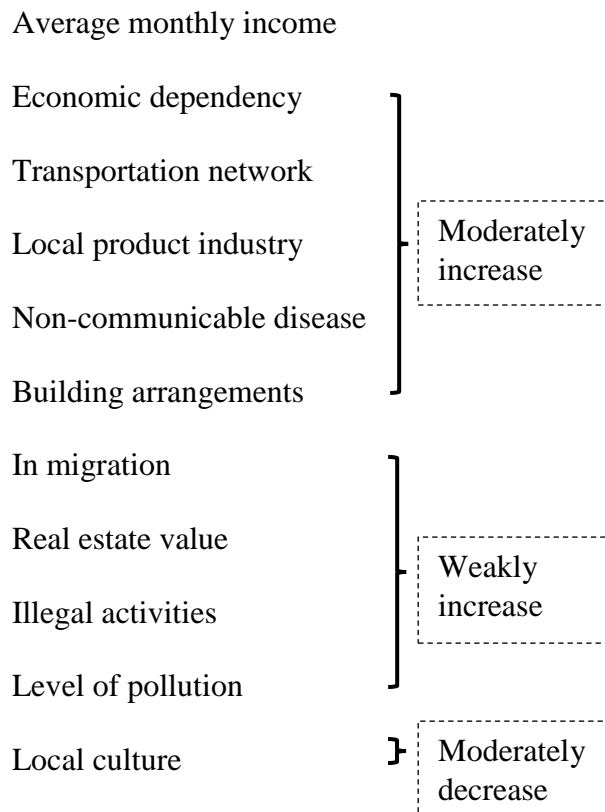 Average monthly income
Economic dependency
Transportation network
Local product industry
Non-communicable disease
Building arrangements
Moderately
increase
In migration
Real estate value
Illegal activities
Level of pollution
Weakly
increase
Local culture
Moderately
decrease